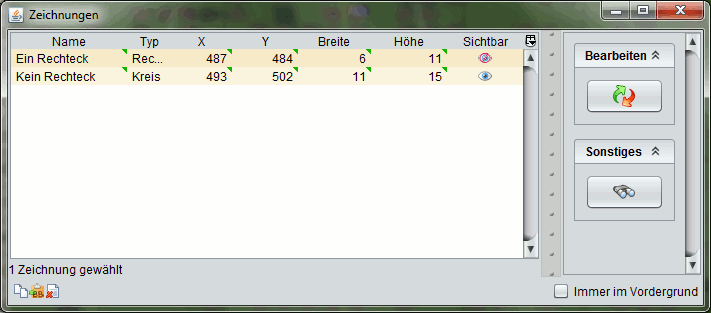 Zeichnungen
Name Typ X Y Breite Höhe Sichtbar
Ein Rechteck Rec... 487 484 6 11
Kein Rechteck Kreis 493 502 11 15
Bearbeiten
Sonstiges
1 Zeichnung gewählt
Immer im Vordergrund